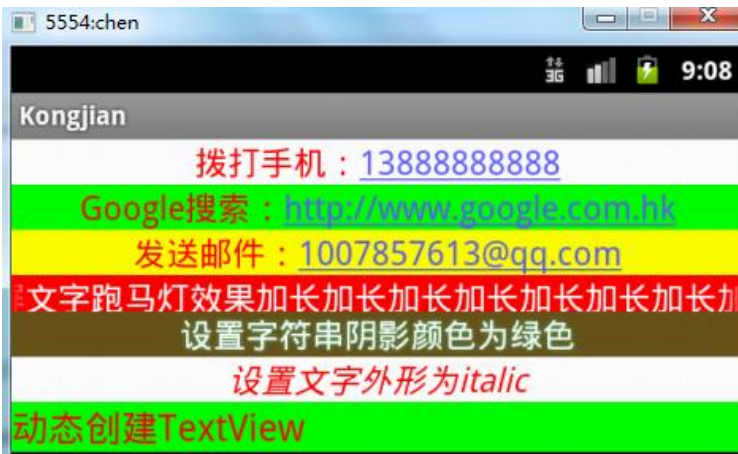 5554:chen
3G 9:08
Kongjian
拨打手机：13888888888
Google搜索：http://www.google.com.hk
发送邮件：1007857613@qq.com
文字跑马灯效果加长加长加长加长加长加长加长加
设置字符串阴影颜色为绿色
设置文字外形为italic
动态创建TextView